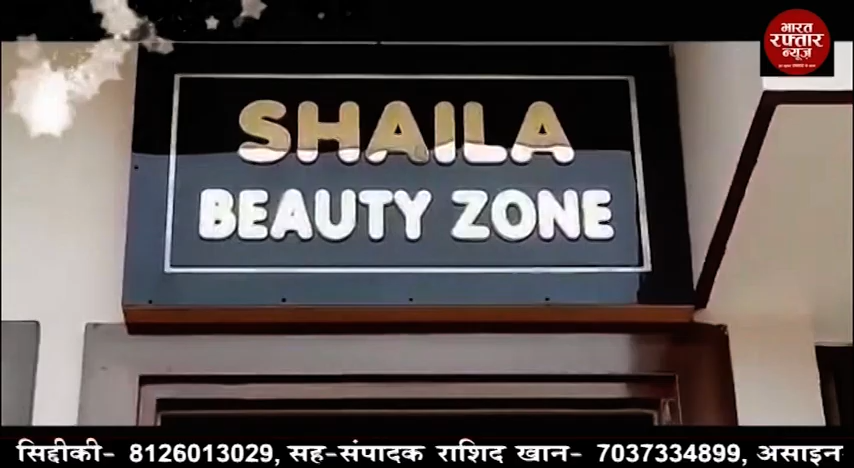 भारत
रफ्तार
न्यूज़
SHAILA
BEAUTY ZONE
सिद्दीकी- 8126013029, सह-संपादक राशिद खान- 7037334899, असाइन